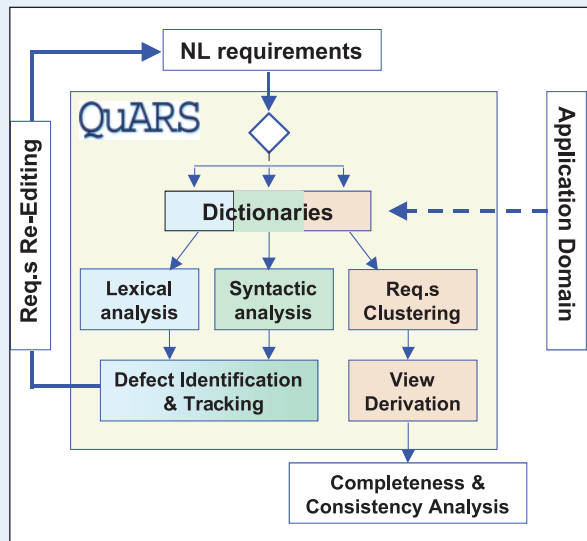 NL requirements
QuARS
Req.s Re-Editing
Application Domain
Dictionaries
Lexical
analysis
Syntactic
analysis
Req.s
Clustering
Defect Identification
& Tracking
View
Derivation
Completeness &
Consistency Analysis